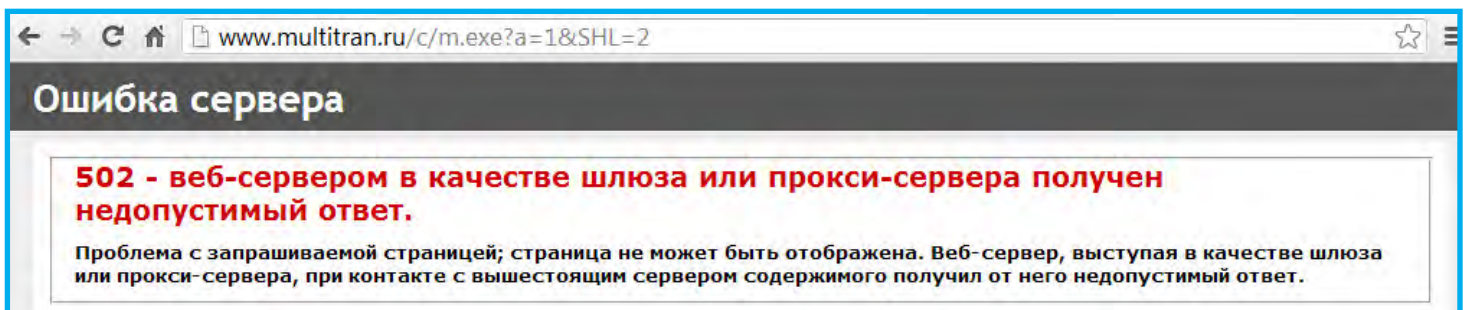 www.multitran.ru/c/m.exe?a=1&SHL=2
Ошибка сервера
502 - веб-сервером в качестве шлюза или прокси-сервера получен
недопустимый ответ.
Проблема с запрашиваемой страницей; страница не может быть отображена. Веб-сервер, выступая в качестве шлюза
или прокси-сервера, при контакте с вышестоящим сервером содержимого получил от него недопустимый ответ.